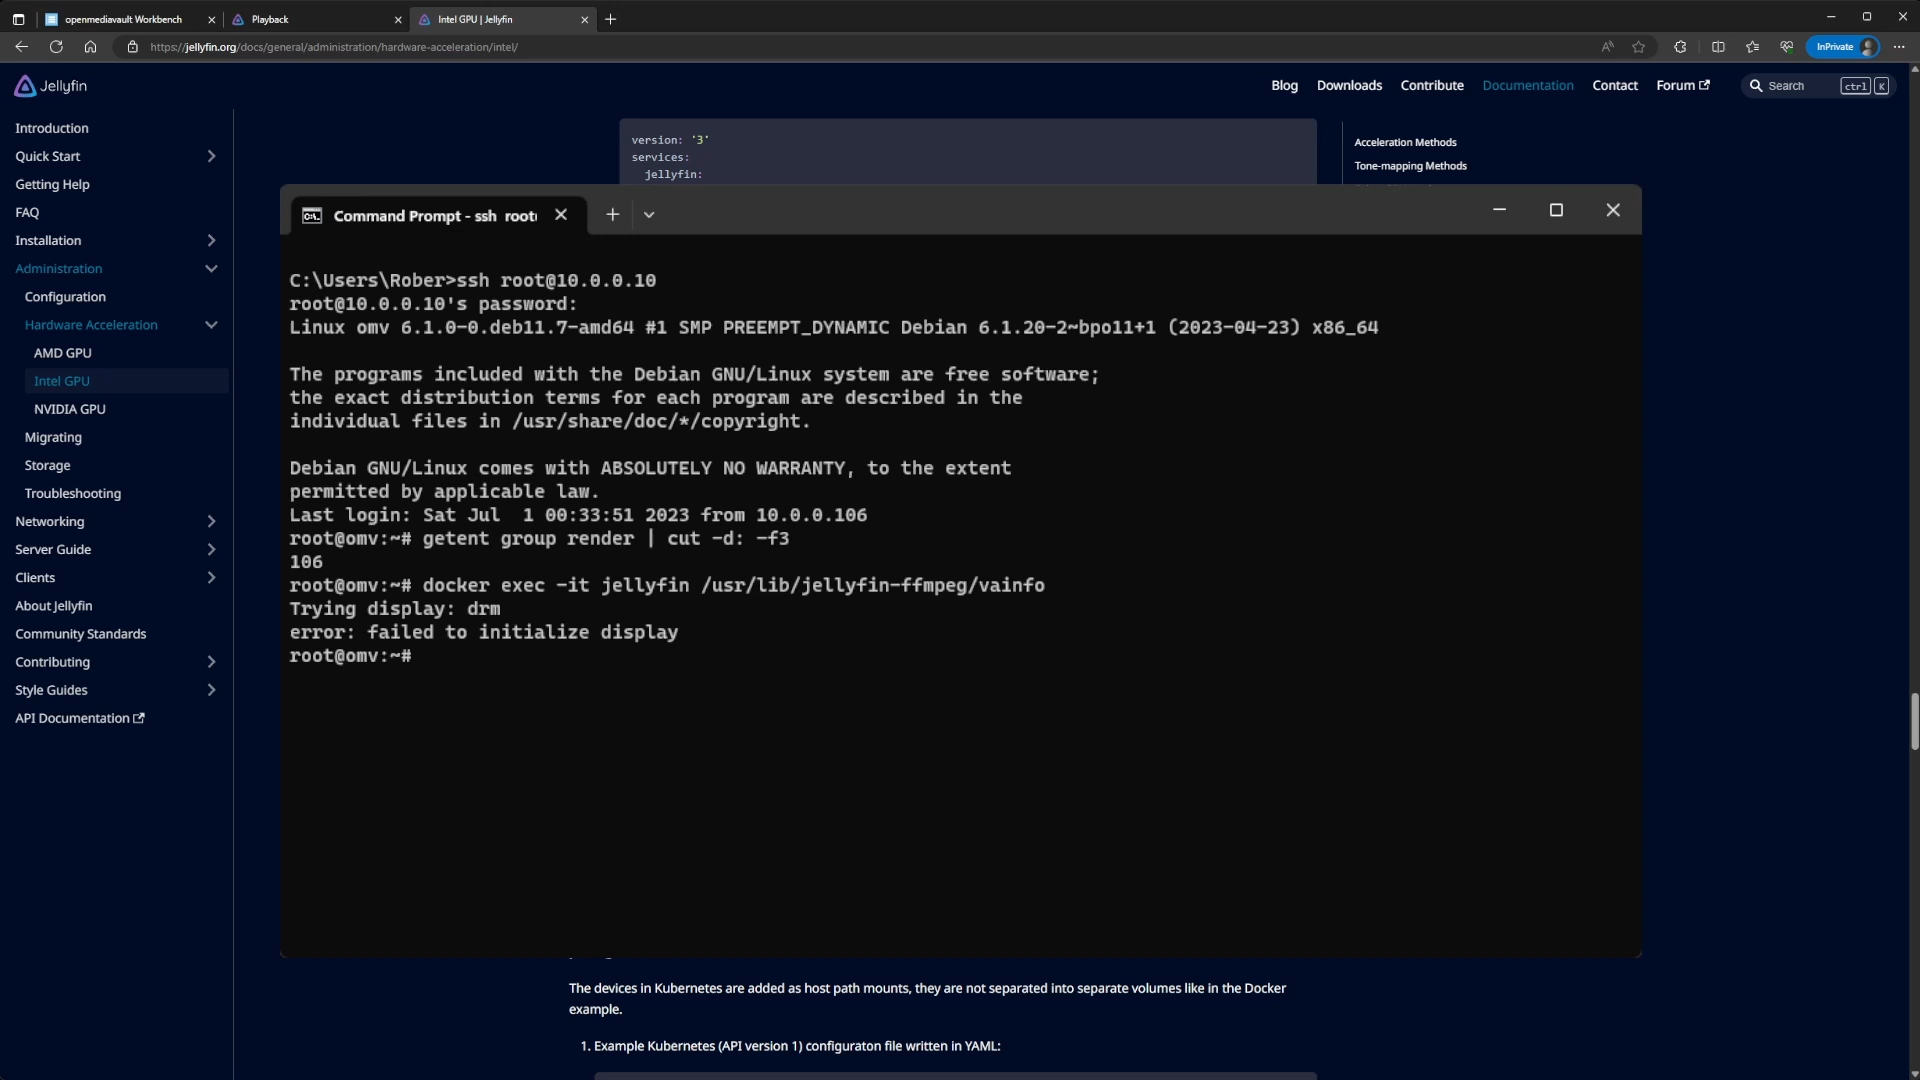 openmediavault Workbench
Playback
Intel GPU | Jellyfin
https://jellyfin.org/docs/general/administration/hardware-acceleration/intel/
InPrivate
Jellyfin
Blog
Downloads
Contribute
Documentation
Contact
Forum
Search
ctrl
K
Introduction
Quick Start
Getting Help
FAQ
Installation
Administration
Configuration
Hardware Acceleration
AMD GPU
Intel GPU
NVIDIA GPU
Migrating
Storage
Troubleshooting
Networking
Server Guide
Clients
About Jellyfin
Community Standards
Contributing
Style Guides
API Documentation
version: '3'
services:
jellyfin:
Acceleration Methods
Tone-mapping Methods
Command Prompt - ssh root
C:\Users\Rober>ssh root@10.0.0.10
root@10.0.0.10's password:
Linux omv 6.1.0-0.deb11.7-amd64 #1 SMP PREEMPT_DYNAMIC Debian 6.1.20-2~bpo11+1 (2023-04-23) x86_64
The programs included with the Debian GNU/Linux system are free software;
the exact distribution terms for each program are described in the
individual files in /usr/share/doc/*/copyright.
Debian GNU/Linux comes with ABSOLUTELY NO WARRANTY, to the extent
permitted by applicable law.
Last login: Sat Jul  1 00:33:51 2023 from 10.0.0.106
root@omv:~# getent group render | cut -d: -f3
106
root@omv:~# docker exec -it jellyfin /usr/lib/jellyfin-ffmpeg/vainfo
Trying display: drm
error: failed to initialize display
root@omv:~#
The devices in Kubernetes are added as host path mounts, they are not separated into separate volumes like in the Docker
example.
1. Example Kubernetes (API version 1) configuraton file written in YAML: